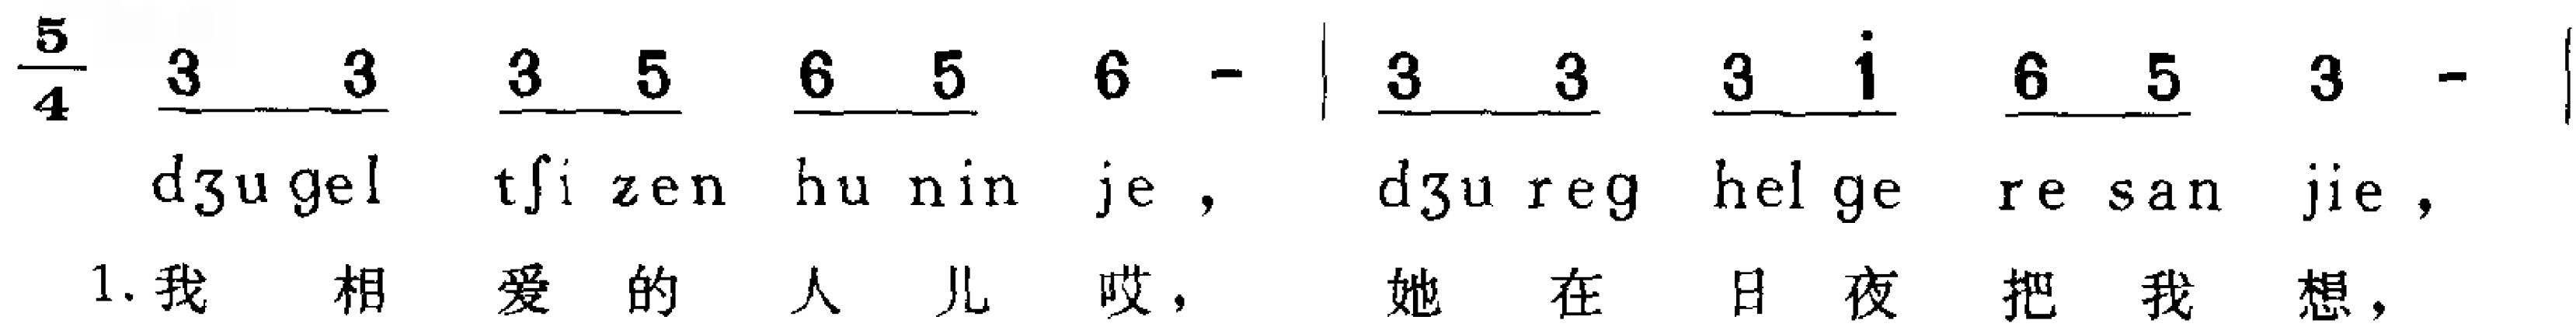 5/4 3 3 3 5 6 5 6 - | 3 3 3 i 6 5 3 - |
dʒu gel tʃi zen hu nin je , dʒu reg hel ge re san jie ,
1. 我 相 爱 的 人 儿 哎， 她 在 日 夜 把 我 想，